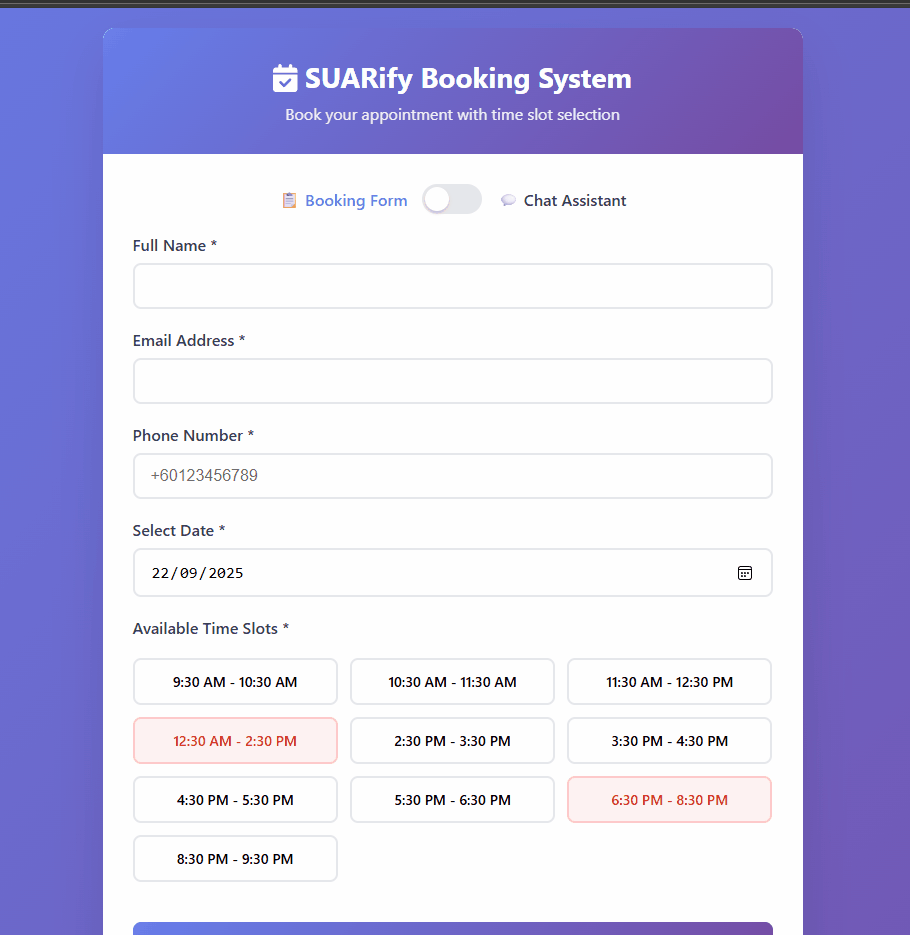 SUARify Booking System
Book your appointment with time slot selection
Booking Form
Chat Assistant
Full Name *
Email Address *
Phone Number *
+60123456789
Select Date *
22/09/2025
Available Time Slots *
9:30 AM - 10:30 AM
10:30 AM - 11:30 AM
11:30 AM - 12:30 PM
12:30 AM - 2:30 PM
2:30 PM - 3:30 PM
3:30 PM - 4:30 PM
4:30 PM - 5:30 PM
5:30 PM - 6:30 PM
6:30 PM - 8:30 PM
8:30 PM - 9:30 PM